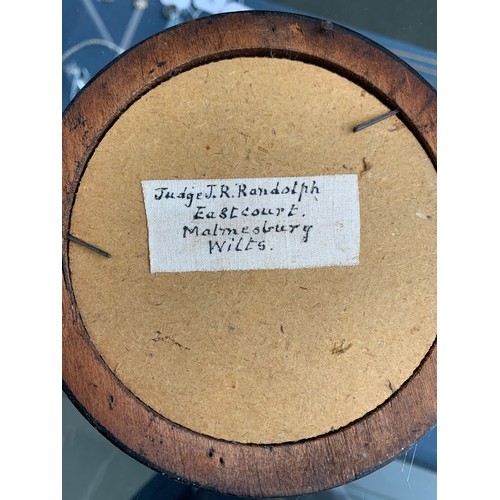 Judge J.R. Randolph
Eastcourt.
Malmesbury
Wilts.